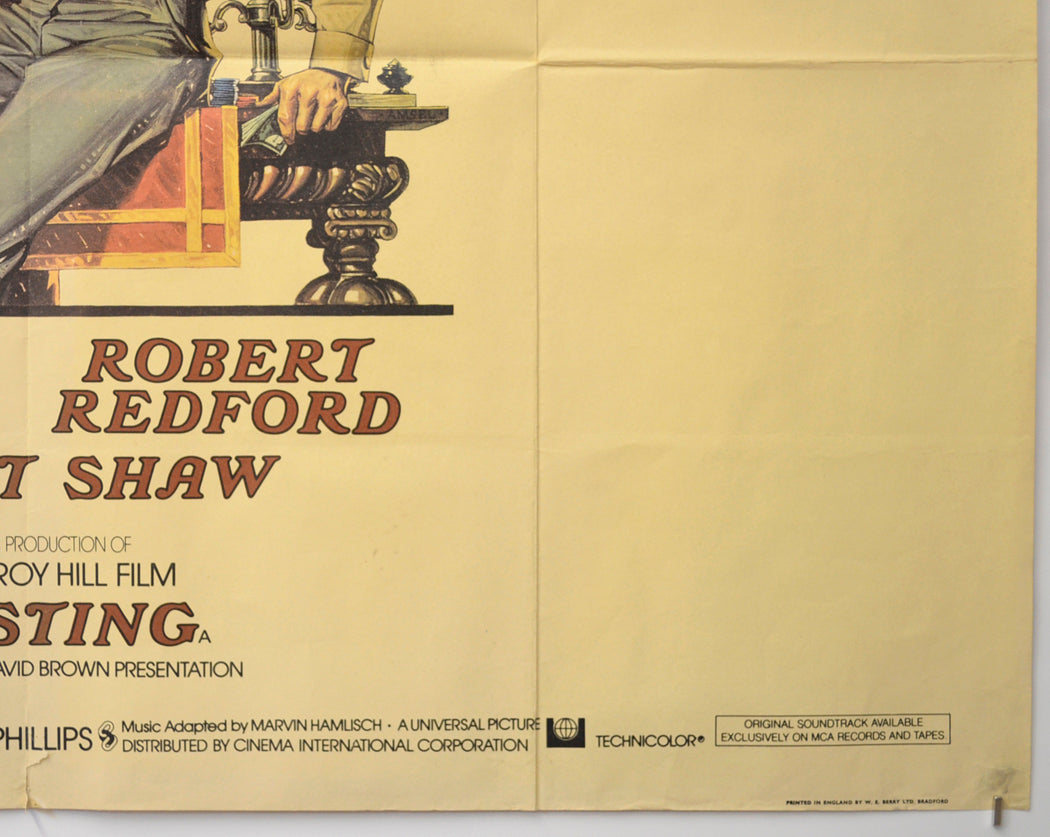 AMSEL
ROBERT
REDFORD
T SHAW
PRODUCTION OF
ROY HILL FILM
STING A
AVID BROWN PRESENTATION
PHILLIPS Music Adapted by MARVIN HAMLISCH · A UNIVERSAL PICTURE
DISTRIBUTED BY CINEMA INTERNATIONAL CORPORATION
TECHNICOLOR®
ORIGINAL SOUNDTRACK AVAILABLE
EXCLUSIVELY ON MCA RECORDS AND TAPES
PRINTED IN ENGLAND BY W. E. BERRY LTD, BRADFORD